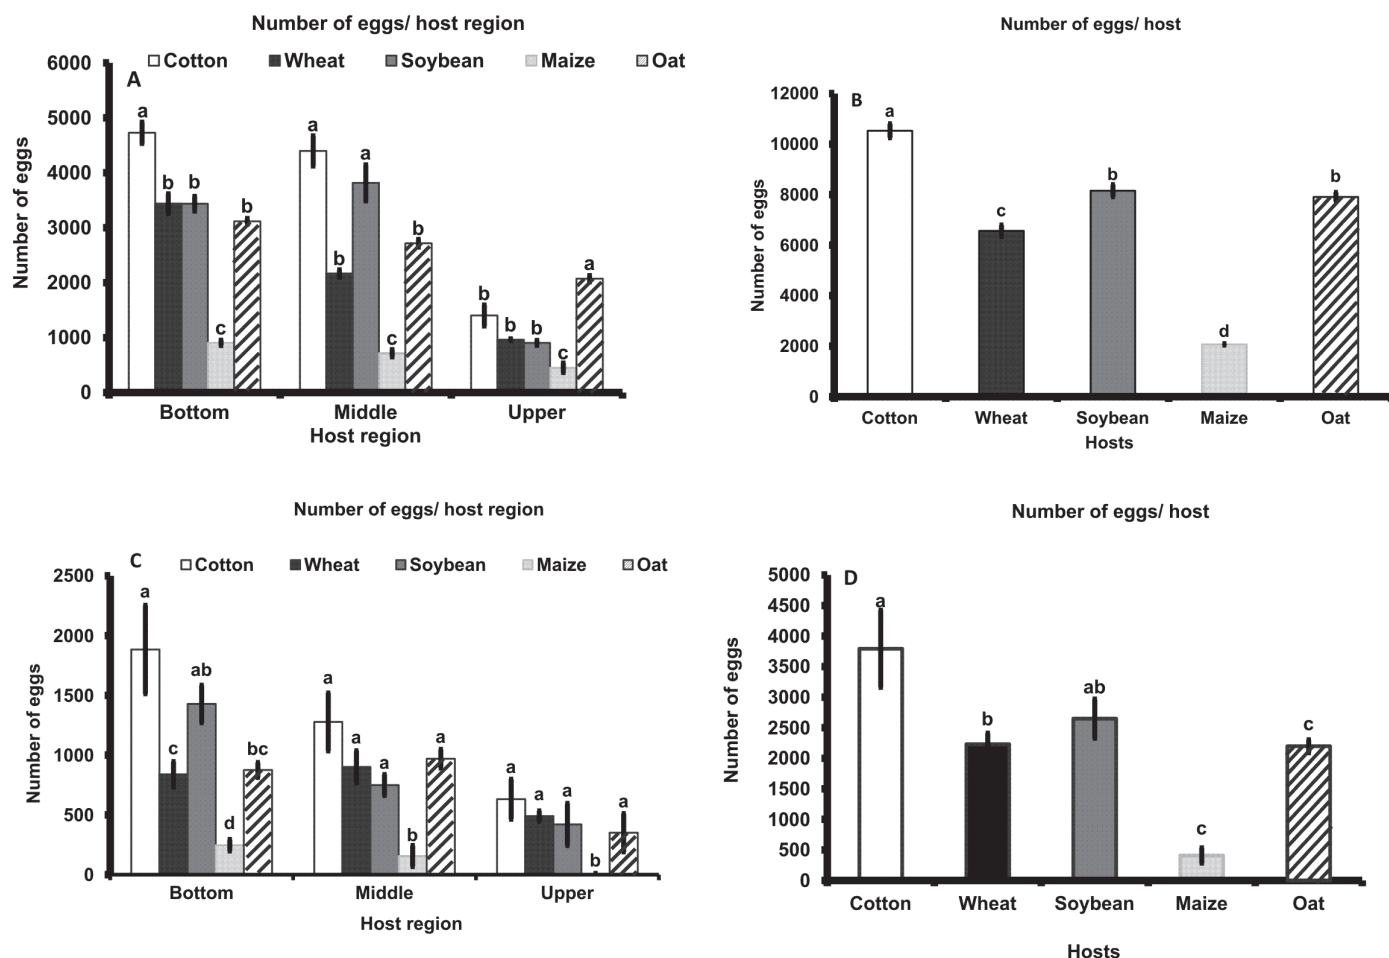 Number of eggs/ host region
Cotton Wheat Soybean Maize Oat
A
Number of eggs
6000
5000
4000
3000
2000
1000
0
a b b c b
a b a b c
b b b c a
Bottom Middle Upper
Host region
Number of eggs/ host
B
Number of eggs
12000
10000
8000
6000
4000
2000
0
a c b d b
Cotton Wheat Soybean Maize Oat
Hosts
Number of eggs/ host region
C
Cotton Wheat Soybean Maize Oat
Number of eggs
2500
2000
1500
1000
500
0
a c ab d bc
a a a b a
a a a b a
Bottom Middle Upper
Host region
Number of eggs/ host
D
Number of eggs
5000
4500
4000
3500
3000
2500
2000
1500
1000
500
0
a b ab c c
Cotton Wheat Soybean Maize Oat
Hosts